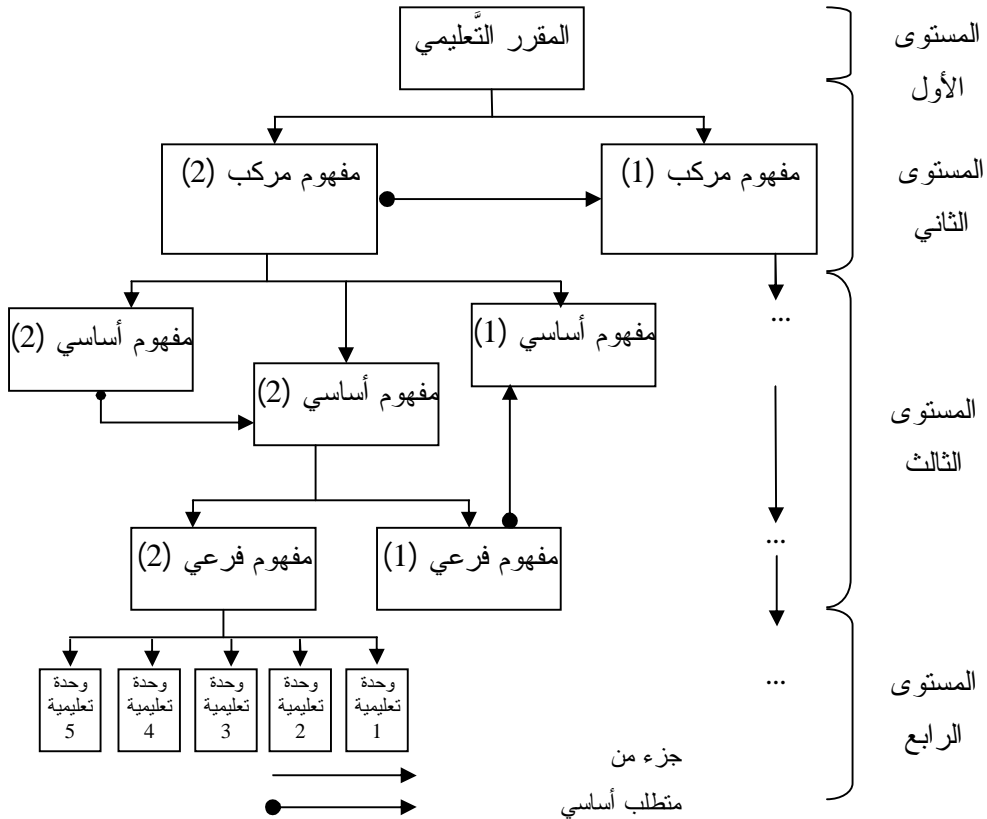 المقرر التَّعليمي
المستوى
الأول
مفهوم مركب (1)
مفهوم مركب (2)
المستوى
الثاني
...
مفهوم أساسي (1)
مفهوم أساسي (2)
مفهوم أساسي (2)
المستوى
الثالث
...
مفهوم فرعي (1)
مفهوم فرعي (2)
...
وحدة
تعليمية
1
وحدة
تعليمية
2
وحدة
تعليمية
3
وحدة
تعليمية
4
وحدة
تعليمية
5
المستوى
الرابع
جزء من
متطلب أساسي